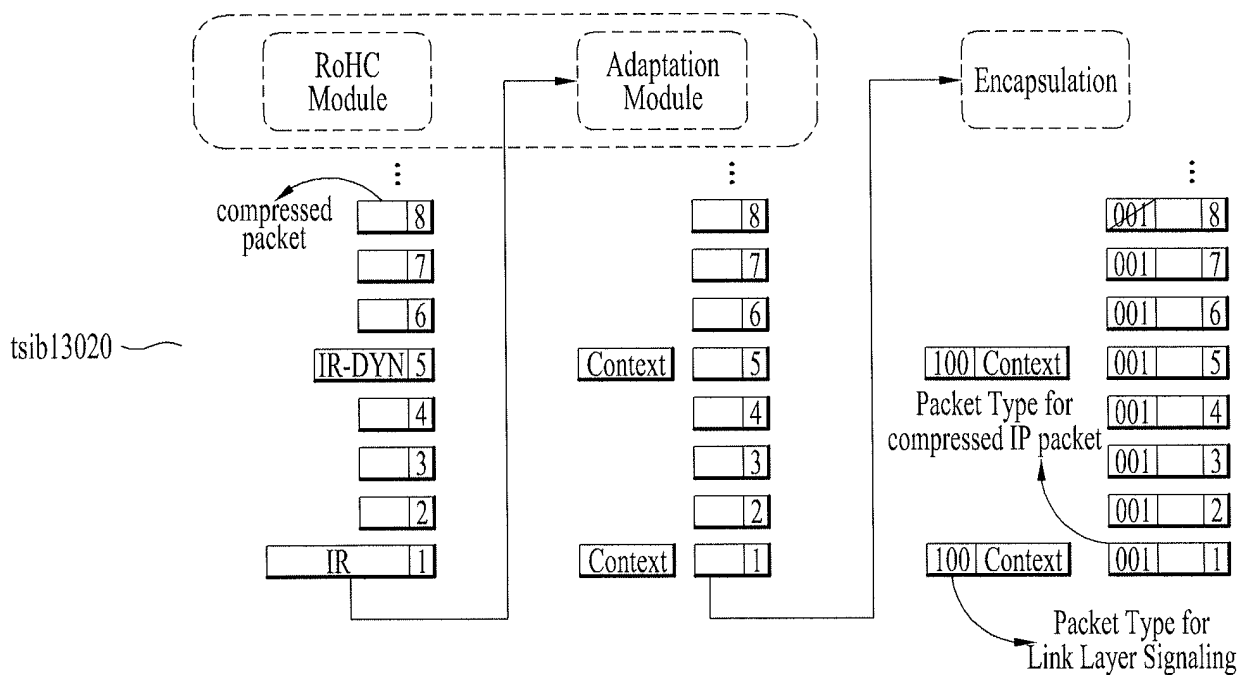 RoHC
Module
Adaptation
Module
Encapsulation
compressed
packet
8
8
001 8
7
7
001 7
6
6
001 6
tsib13020
IR-DYN 5
Context 5
100 Context 001 5
4
4
Packet Type for
compressed IP packet
001 4
3
3
001 3
2
2
001 2
IR 1
Context 1
100 Context 001 1
Packet Type for
Link Layer Signaling